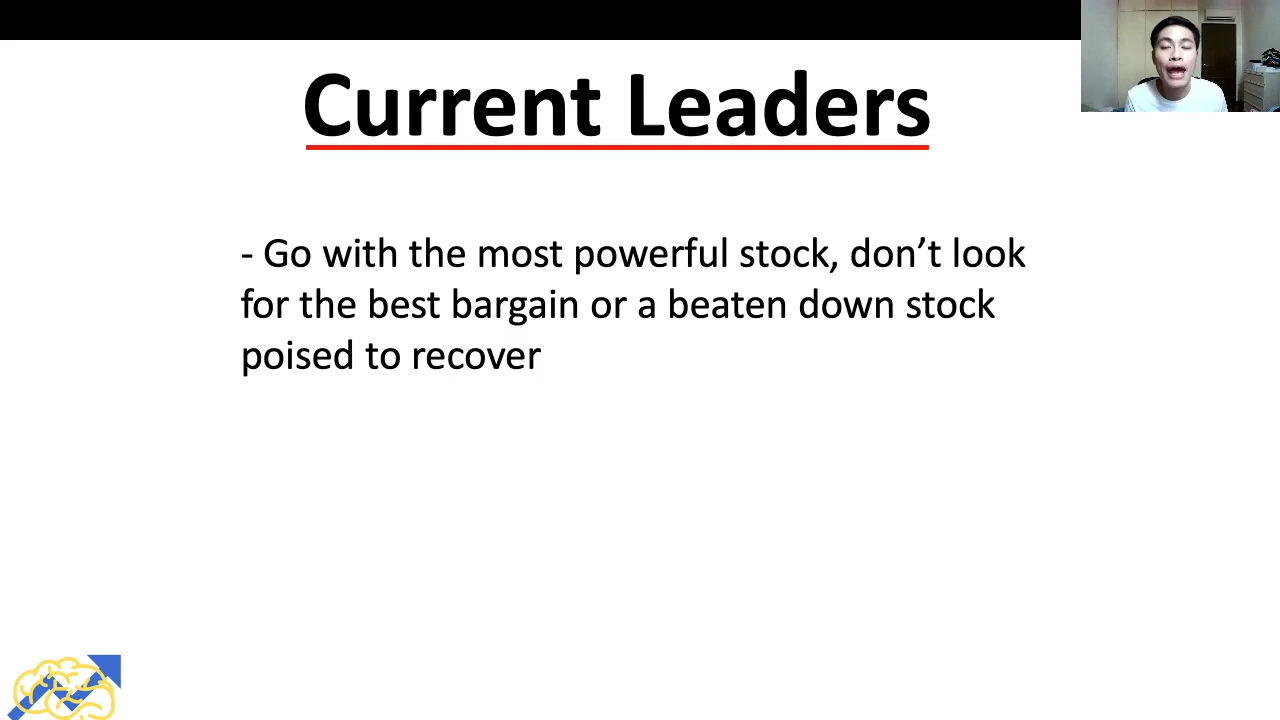 Current Leaders
- Go with the most powerful stock, don’t look
for the best bargain or a beaten down stock
poised to recover